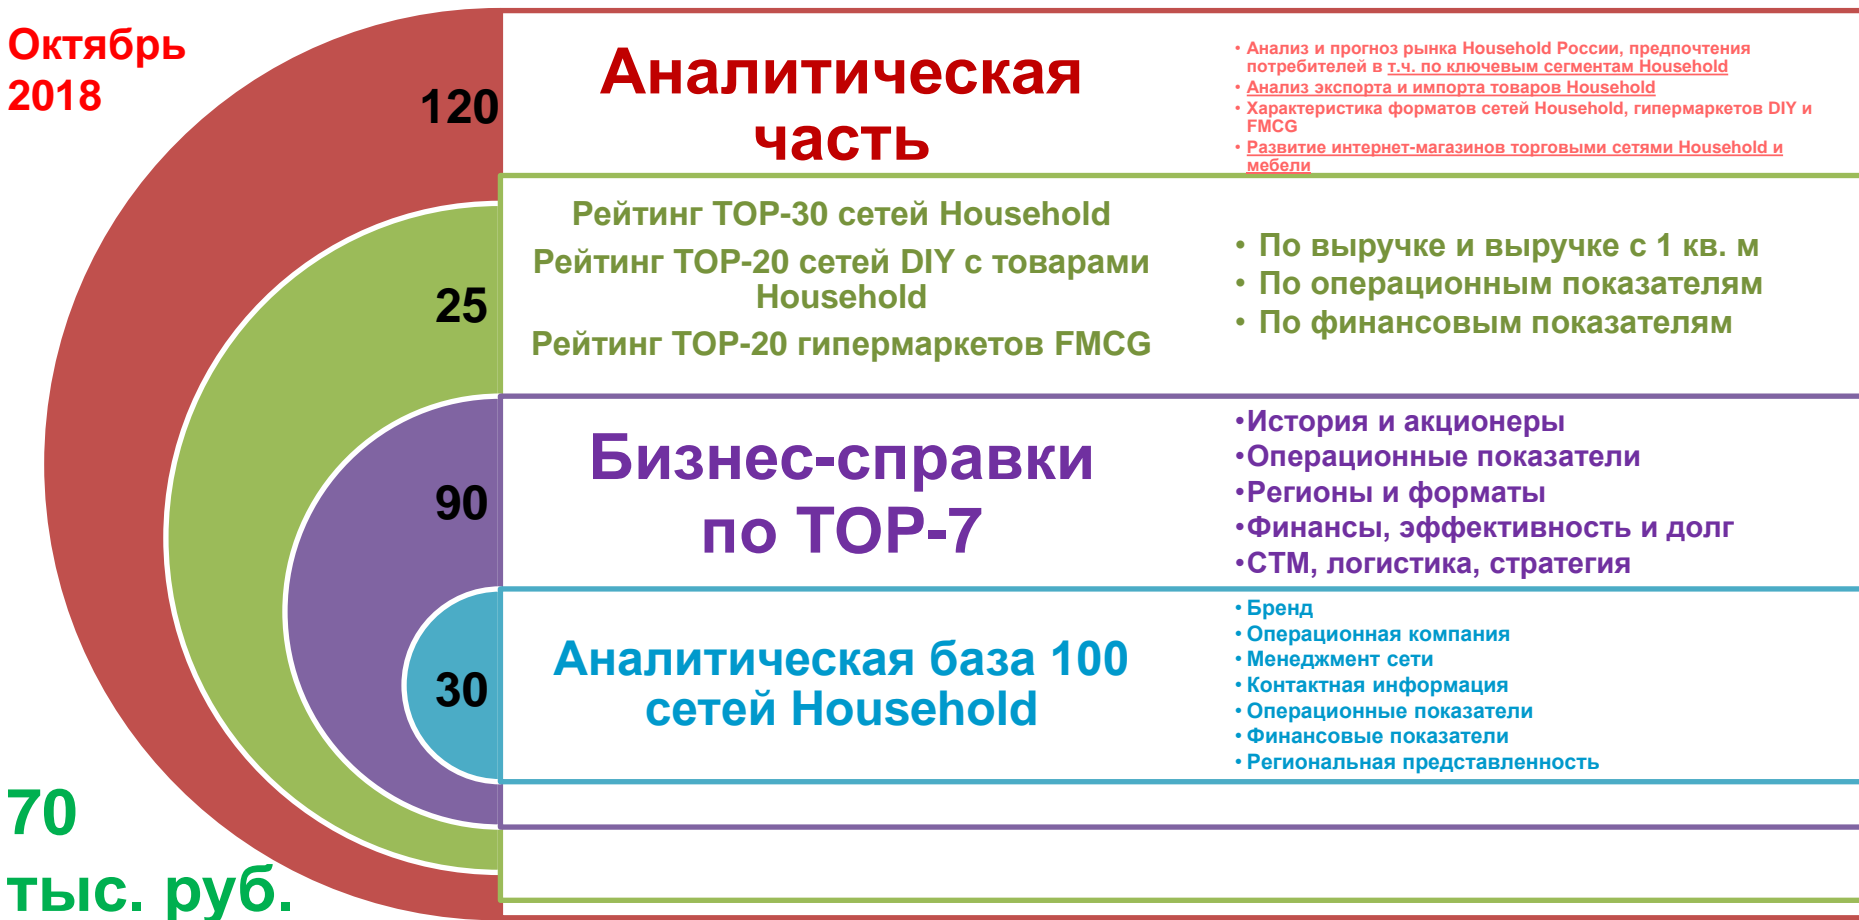 Октябрь
2018
120
Аналитическая
часть
• Анализ и прогноз рынка Household России, предпочтения
потребителей в т.ч. по ключевым сегментам Household
• Анализ экспорта и импорта товаров Household
• Характеристика форматов сетей Household, гипермаркетов DIY и
FMCG
• Развитие интернет-магазинов торговыми сетями Household и
мебели
25
Рейтинг TOP-30 сетей Household
Рейтинг TOP-20 сетей DIY с товарами
Household
Рейтинг TOP-20 гипермаркетов FMCG
• По выручке и выручке с 1 кв. м
• По операционным показателям
• По финансовым показателям
90
Бизнес-справки
по TOP-7
•История и акционеры
•Операционные показатели
•Регионы и форматы
•Финансы, эффективность и долг
•СТМ, логистика, стратегия
30
Аналитическая база 100
сетей Household
• Бренд
• Операционная компания
• Менеджмент сети
• Контактная информация
• Операционные показатели
• Финансовые показатели
• Региональная представленность
70
тыс. руб.